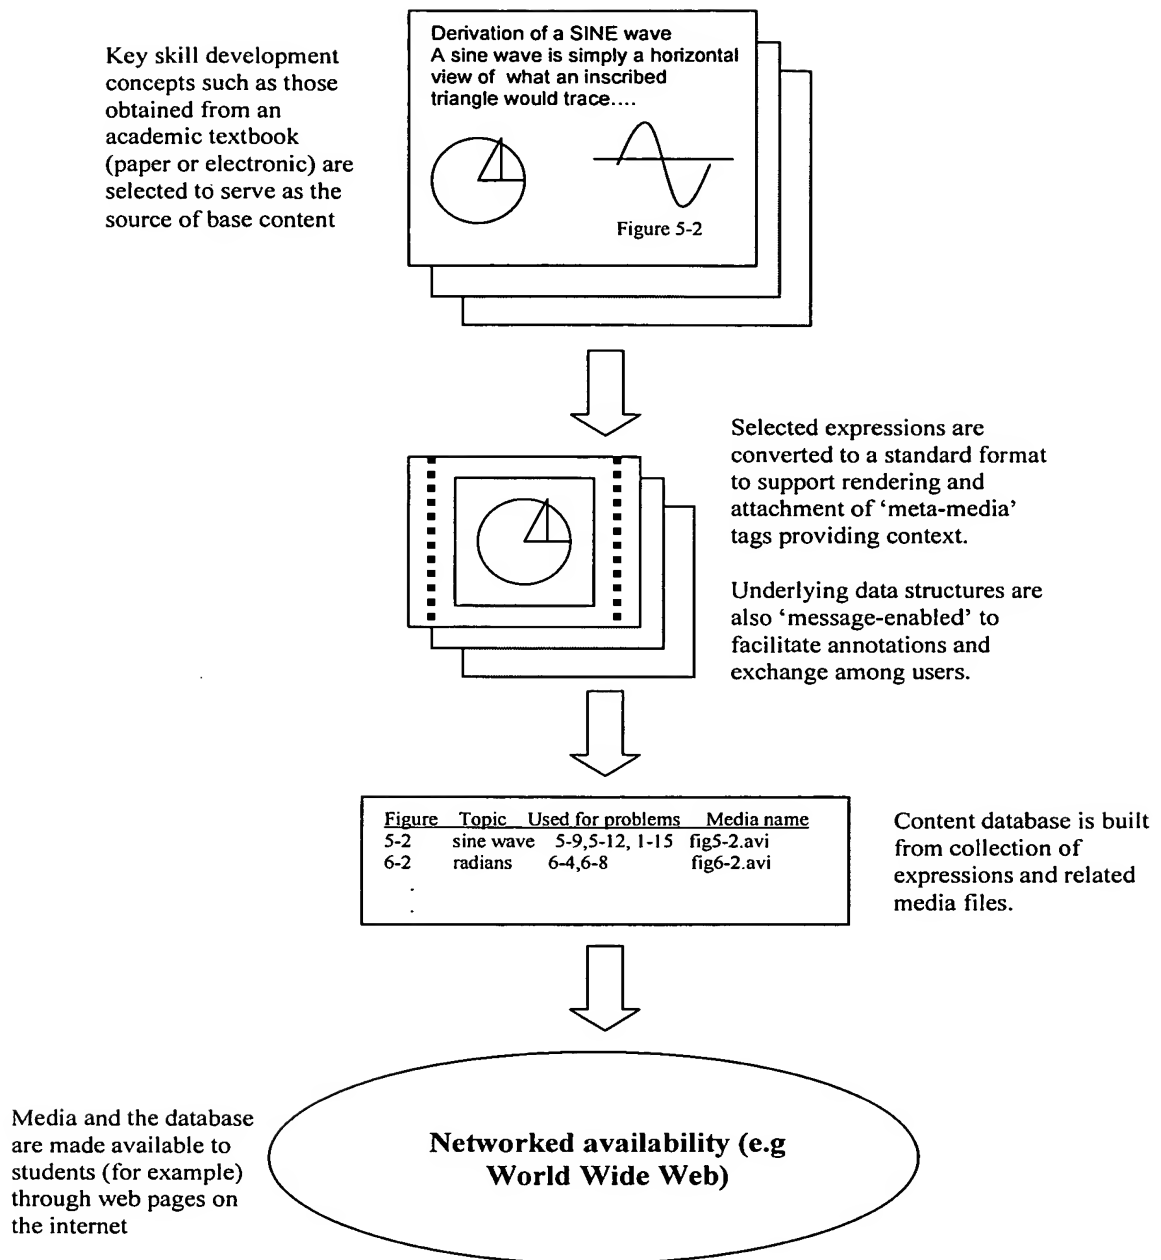 Key skill development
concepts such as those
obtained from an
academic textbook
(paper or electronic) are
selected to serve as the
source of base content
Derivation of a SINE wave
A sine wave is simply a horizontal
view of what an inscribed
triangle would trace....
Figure 5-2
Selected expressions are
converted to a standard format
to support rendering and
attachment of ‘meta-media’
tags providing context.
Underlying data structures are
also ‘message-enabled’ to
facilitate annotations and
exchange among users.
Figure Topic Used for problems Media name
5-2 sine wave 5-9,5-12, 1-15 fig5-2.avi
6-2 radians 6-4,6-8 fig6-2.avi
.
.
Content database is built
from collection of
expressions and related
media files.
Media and the database
are made available to
students (for example)
through web pages on
the internet
Networked availability (e.g
World Wide Web)